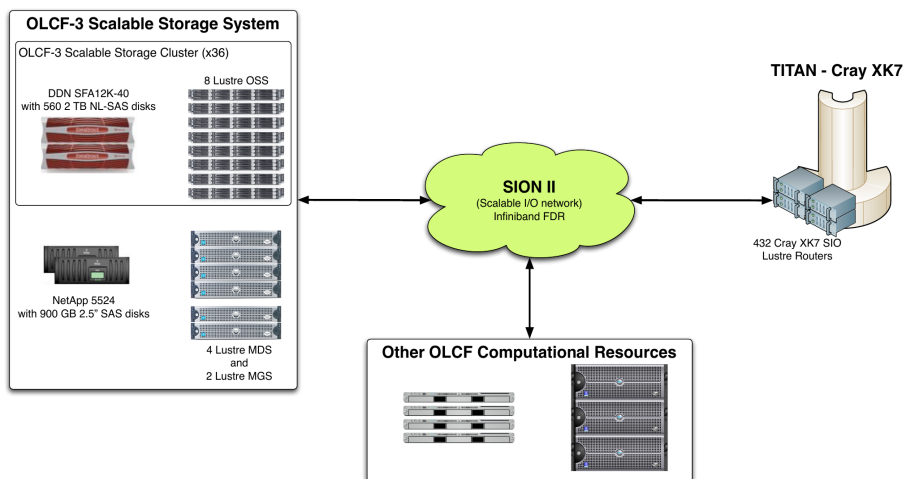 OLCF-3 Scalable Storage System
OLCF-3 Scalable Storage Cluster (x36)
DDN SFA12K-40
with 560 2 TB NL-SAS disks
8 Lustre OSS
NetApp 5524
with 900 GB 2.5" SAS disks
4 Lustre MDS
and
2 Lustre MGS
SION II
(Scalable I/O network)
Infiniband FDR
TITAN - Cray XK7
432 Cray XK7 SIO
Lustre Routers
Other OLCF Computational Resources